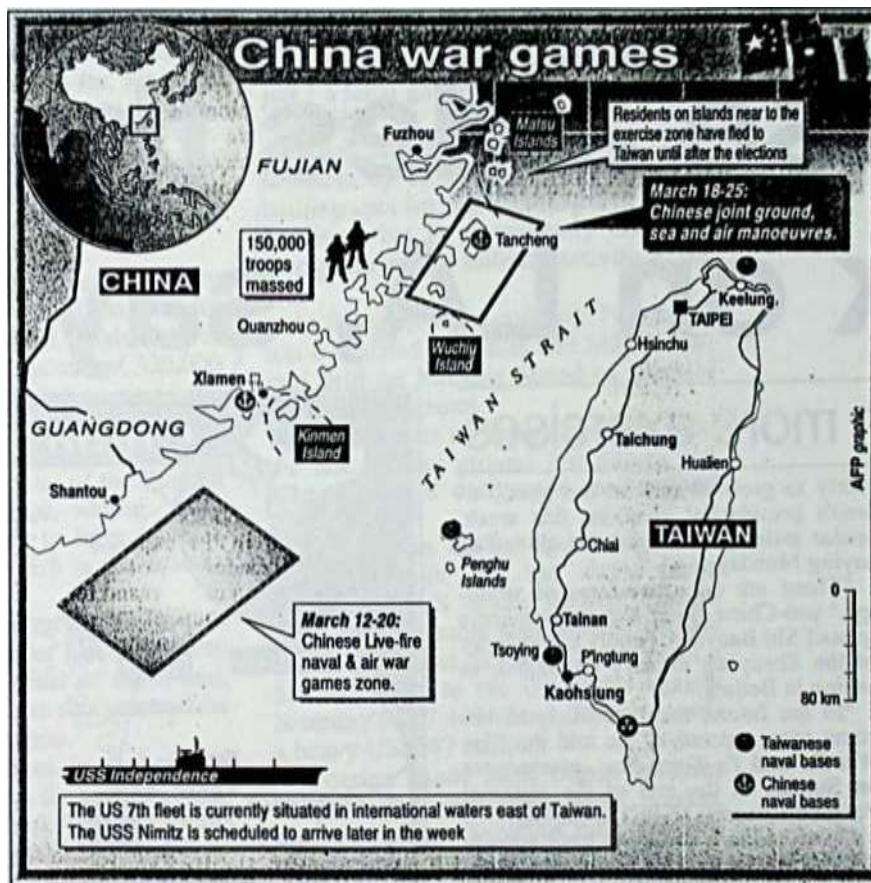 China war games
Residents on islands near to the
exercise zone have fled to
Taiwan until after the elections
Matsu
Islands
Fuzhou
FUJIAN
March 18-25:
Chinese joint ground,
sea and air manoeuvres.
Tancheng
150,000
troops
massed
CHINA
Keelung
TAIPEI
Quanzhou
Wuchiu
Island
Hsinchu
TAIWAN STRAIT
Xiamen
Kinmen
Island
GUANGDONG
Taichung
Hualien
AFP graphic
Shantou
TAIWAN
Chiai
Penghu
Islands
0
March 12-20:
Chinese Live-fire
naval & air war
games zone.
Tainan
Tsoying
P'ingtung
Kaohsiung
80 km
Taiwanese
naval bases
Chinese
naval bases
USS Independence
The US 7th fleet is currently situated in international waters east of Taiwan.
The USS Nimitz is scheduled to arrive later in the week